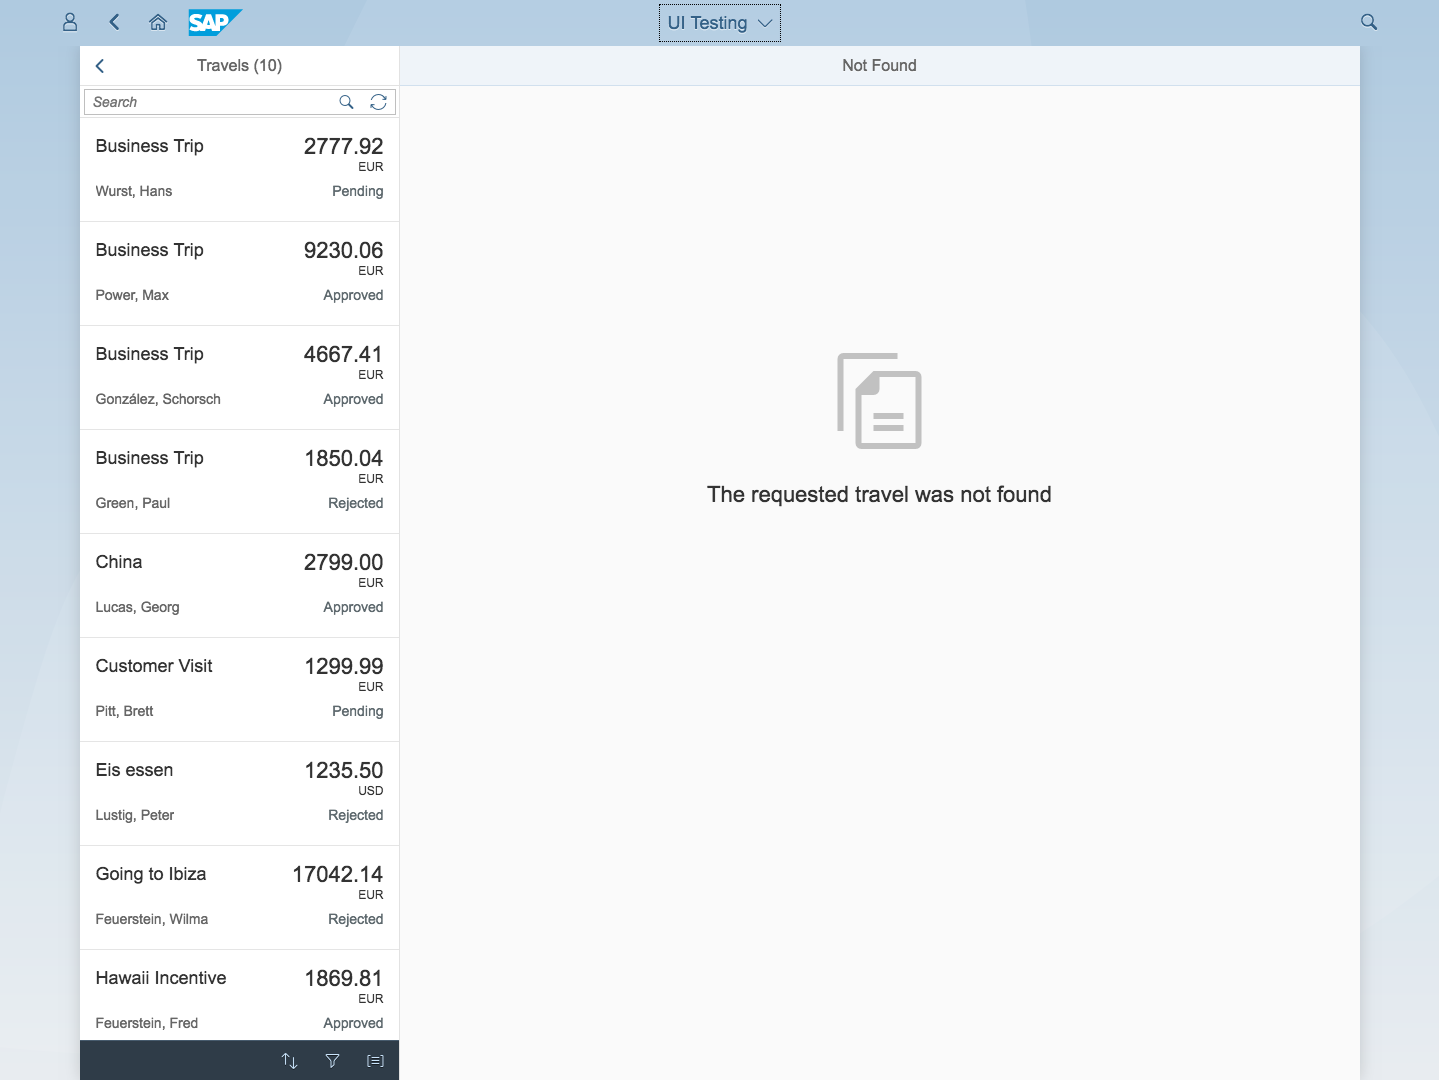 SAP
UI Testing
Travels (10)
Not Found
Search
Business Trip
2777.92
EUR
Wurst, Hans
Pending
Business Trip
9230.06
EUR
Power, Max
Approved
Business Trip
4667.41
EUR
González, Schorsch
Approved
Business Trip
1850.04
EUR
Green, Paul
Rejected
China
2799.00
EUR
Lucas, Georg
Approved
Customer Visit
1299.99
EUR
Pitt, Brett
Pending
Eis essen
1235.50
USD
Lustig, Peter
Rejected
Going to Ibiza
17042.14
EUR
Feuerstein, Wilma
Rejected
Hawaii Incentive
1869.81
EUR
Feuerstein, Fred
Approved
The requested travel was not found